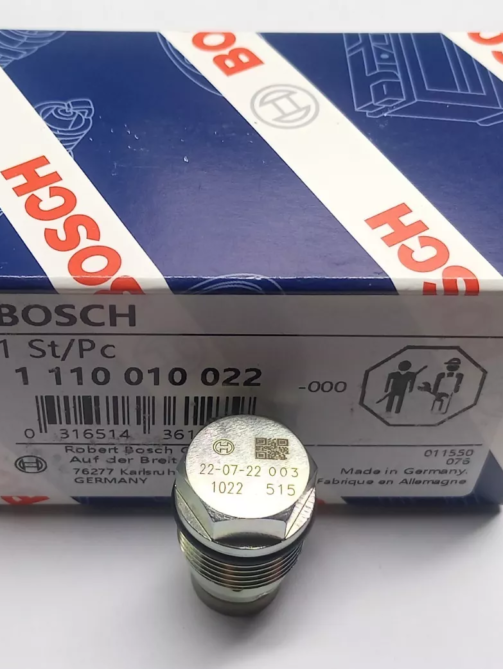 BOSCH
BOSCH
BOSCH
BOSCH
BOSCH
1 St/Pc
1 110 010 022 -000
0 316514 361
Robert Bosch
Auf der Breit
76277 Karlsruh
GERMANY
011550
076
Made in Germany.
Fabrique en Allemagne
22-07-22 003
1022 515